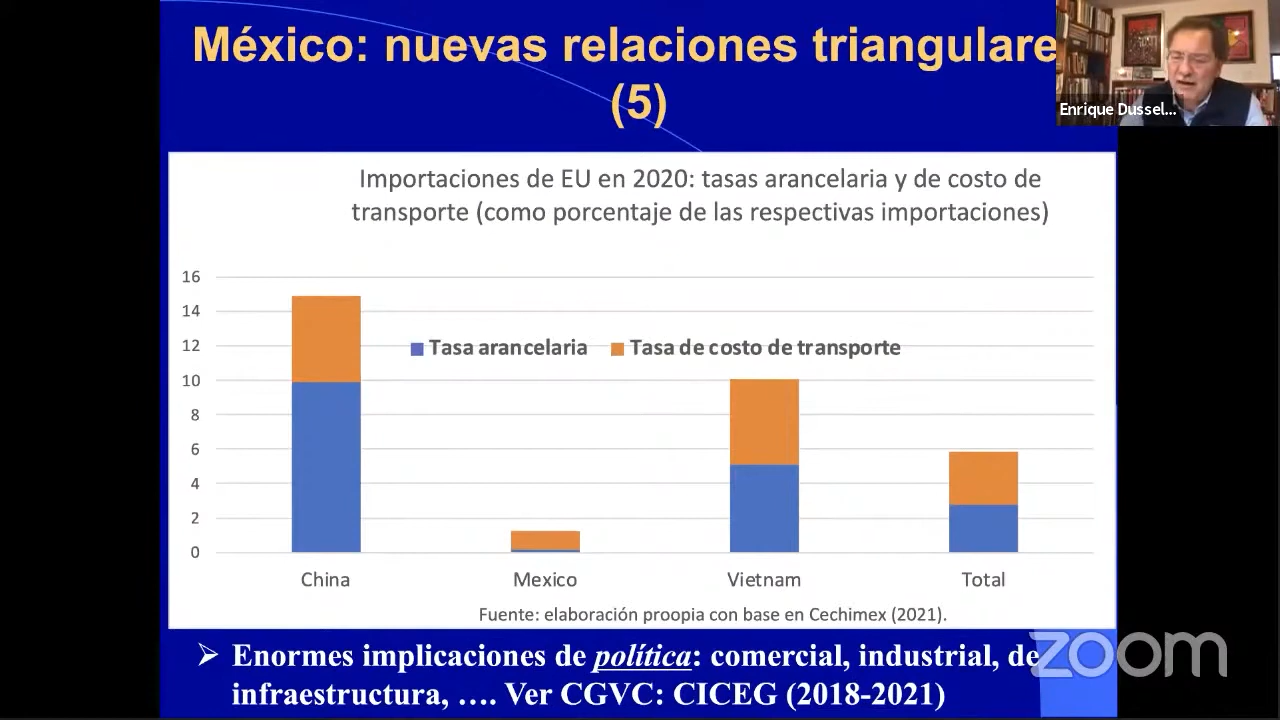 México: nuevas relaciones triangulare
(5)
Enrique Dussel...
Importaciones de EU en 2020: tasas arancelaria y de costo de
transporte (como porcentaje de las respectivas importaciones)
16
14
12
10
8
6
4
2
0
Tasa arancelaria
Tasa de costo de transporte
China
Mexico
Vietnam
Total
Fuente: elaboración proopia con base en Cechimex (2021).
➢ Enormes implicaciones de política: comercial, industrial, de
infraestructura, …. Ver CGVC: CICEG (2018-2021)
zoom